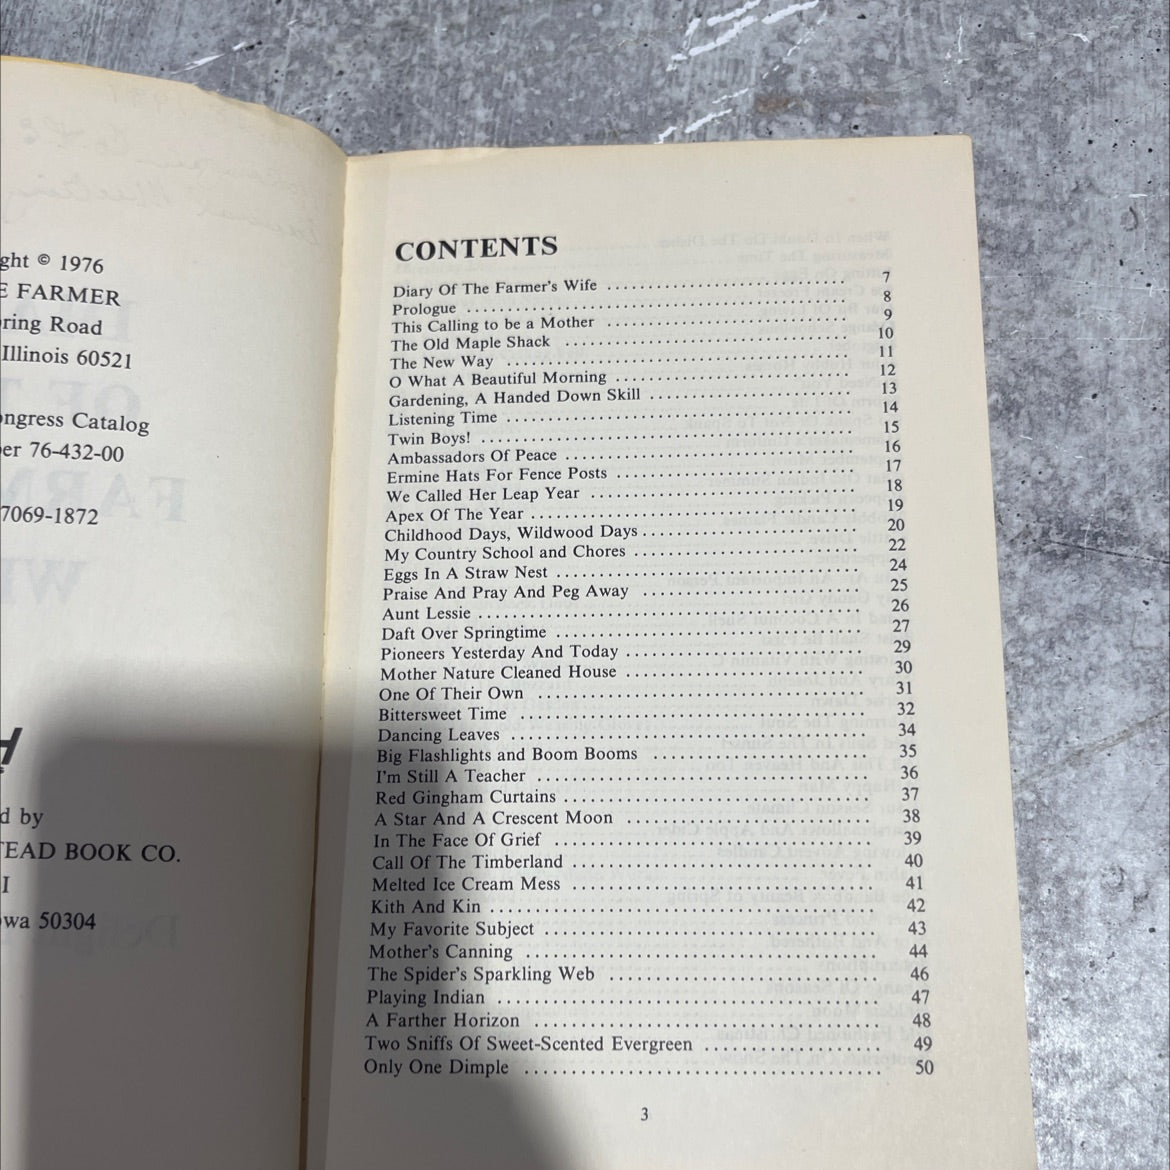 ght © 1976
E FARMER
ring Road
Illinois 60521
ongress Catalog
er 76-432-00
7069-1872
d by
TEAD BOOK CO.
I
owa 50304
CONTENTS
Diary Of The Farmer's Wife 7
Prologue 8
This Calling to be a Mother 9
The Old Maple Shack 10
The New Way 11
O What A Beautiful Morning 12
Gardening, A Handed Down Skill 13
Listening Time 14
Twin Boys! 15
Ambassadors Of Peace 16
Ermine Hats For Fence Posts 17
We Called Her Leap Year 18
Apex Of The Year 19
Childhood Days, Wildwood Days 20
My Country School and Chores 22
Eggs In A Straw Nest 24
Praise And Pray And Peg Away 25
Aunt Lessie 26
Daft Over Springtime 27
Pioneers Yesterday And Today 29
Mother Nature Cleaned House 30
One Of Their Own 31
Bittersweet Time 32
Dancing Leaves 34
Big Flashlights and Boom Booms 35
I'm Still A Teacher 36
Red Gingham Curtains 37
A Star And A Crescent Moon 38
In The Face Of Grief 39
Call Of The Timberland 40
Melted Ice Cream Mess 41
Kith And Kin 42
My Favorite Subject 43
Mother's Canning 44
The Spider's Sparkling Web 46
Playing Indian 47
A Farther Horizon 48
Two Sniffs Of Sweet-Scented Evergreen 49
Only One Dimple 50
3